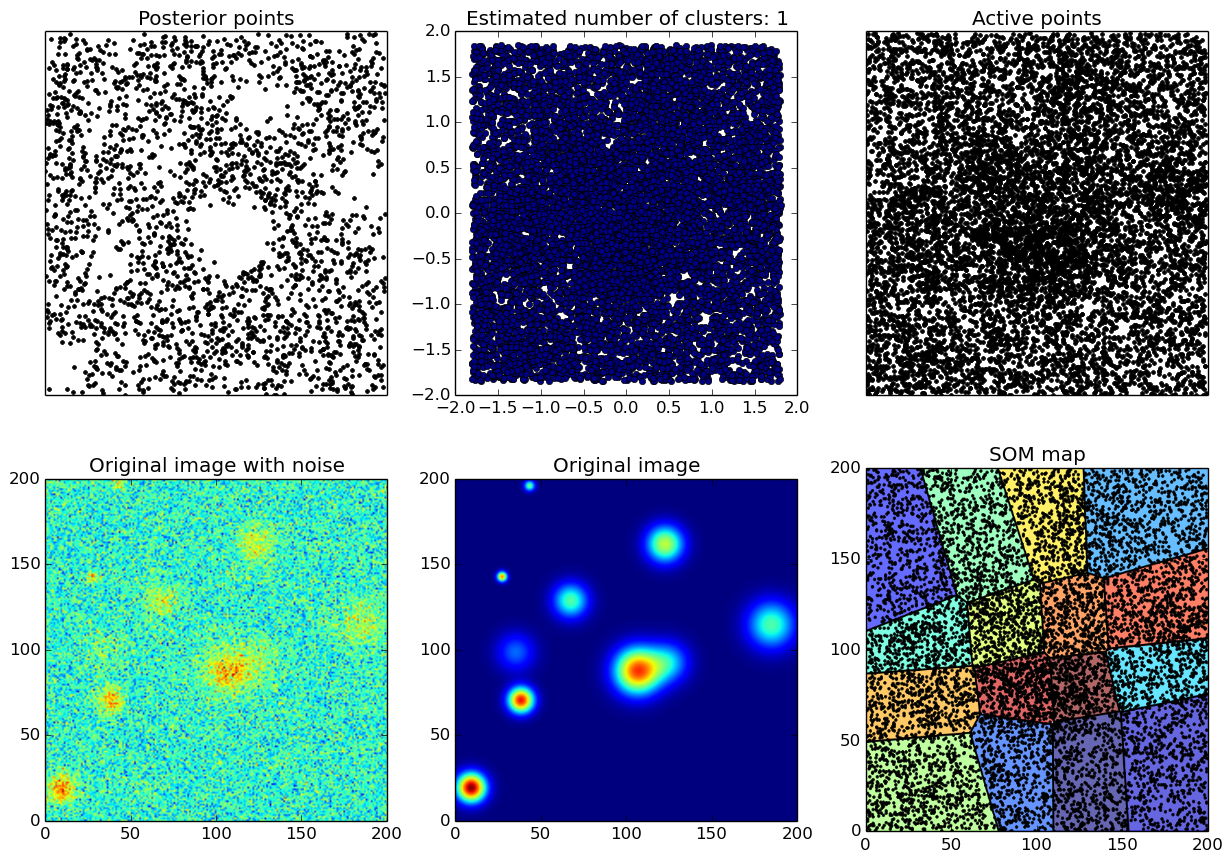 Posterior points
Estimated number of clusters: 1
Active points
2.0
1.5
1.0
0.5
0.0
−0.5
−1.0
−1.5
−2.0
−2.0 −1.5 −1.0 −0.5 0.0 0.5 1.0 1.5 2.0
Original image with noise
Original image
SOM map
200
150
100
50
0
0 50 100 150 200
200
150
100
50
0
0 50 100 150 200
200
150
100
50
0
0 50 100 150 200